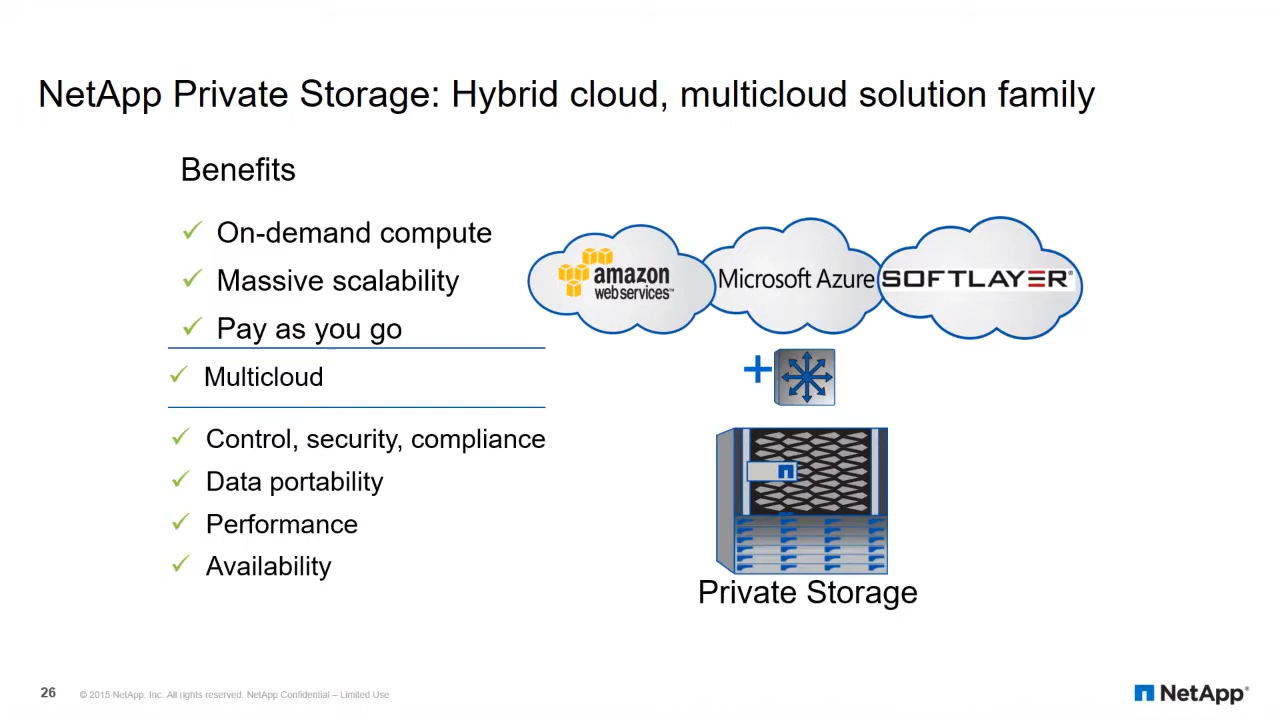 NetApp Private Storage: Hybrid cloud, multicloud solution family
Benefits
On-demand compute
Massive scalability
Pay as you go
Multicloud
Control, security, compliance
Data portability
Performance
Availability
amazon
web services™
Microsoft Azure
SOFTLAYER®
+
Private Storage
26
© 2015 NetApp, Inc. All rights reserved. NetApp Confidential – Limited Use
NetApp®